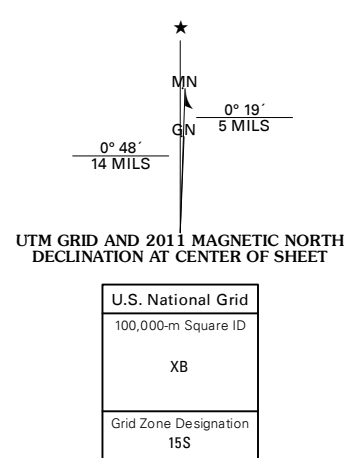 ★
MN
0° 19´
5 MILS
GN
0° 48´
14 MILS
UTM GRID AND 2011 MAGNETIC NORTH
DECLINATION AT CENTER OF SHEET
U.S. National Grid
100,000-m Square ID
XB
Grid Zone Designation
15S